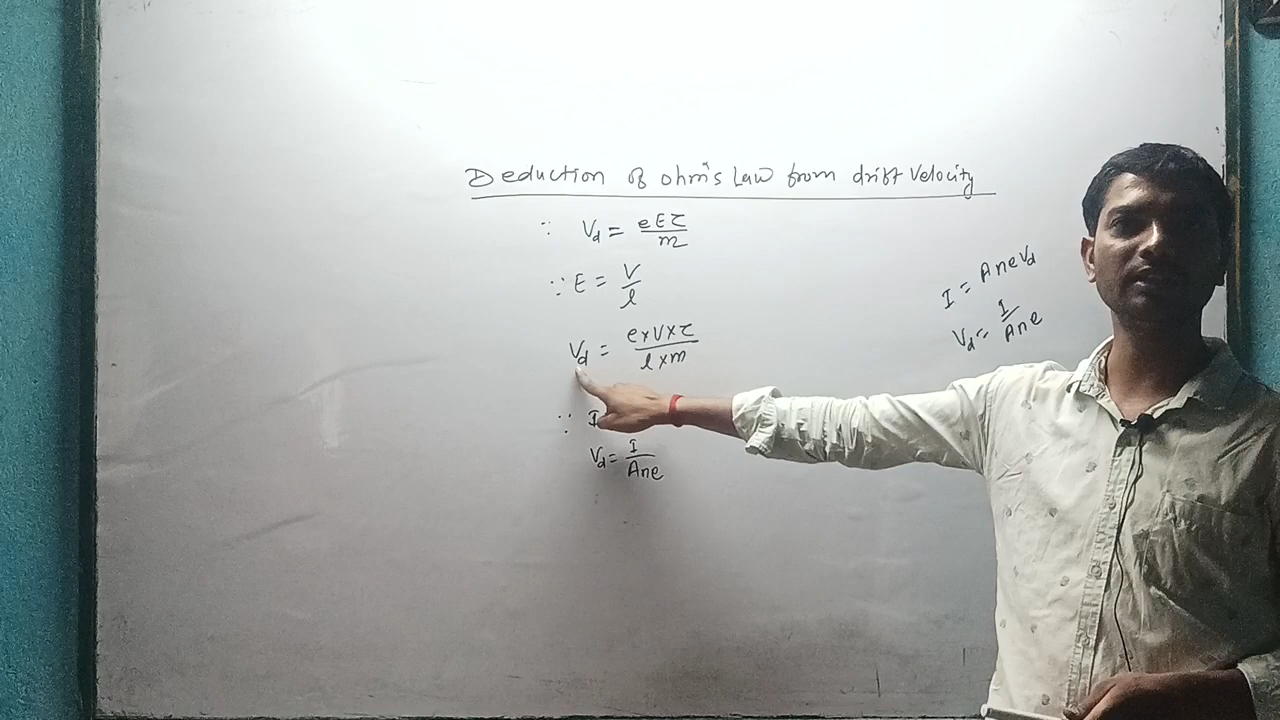 Deduction of ohm's Law from drift Velocity
∵ Vd = eEτ/m
∵ E = V/l
Vd = e×V×τ/l×m
∵ I
Vd = I/Ane
I = AneVd
Vd = I/Ane